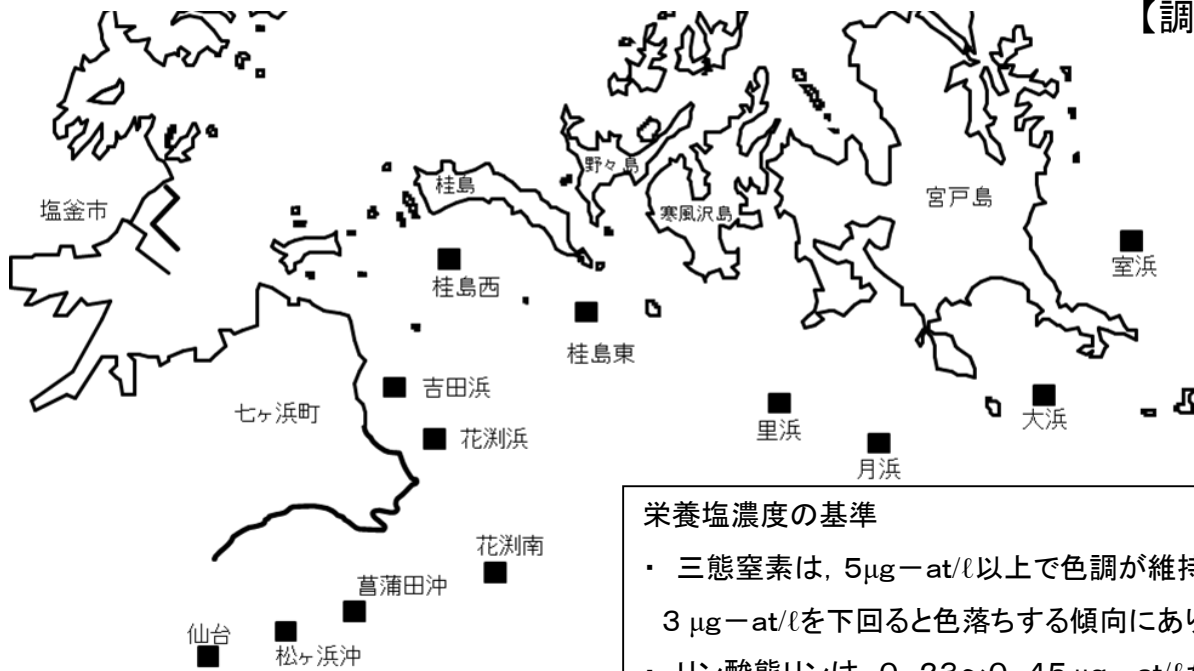 【調
野々島
桂島
宮戸島
塩釜市
寒風沢島
室浜
桂島西
桂島東
吉田浜
大浜
七ヶ浜町
里浜
花渕浜
月浜
栄養塩濃度の基準
花渕南
・ 三態窒素は，5μg－at/ℓ以上で色調が維持
菖蒲田沖
3 μg－at/ℓを下回ると色落ちする傾向にあ
仙台
松ヶ浜沖